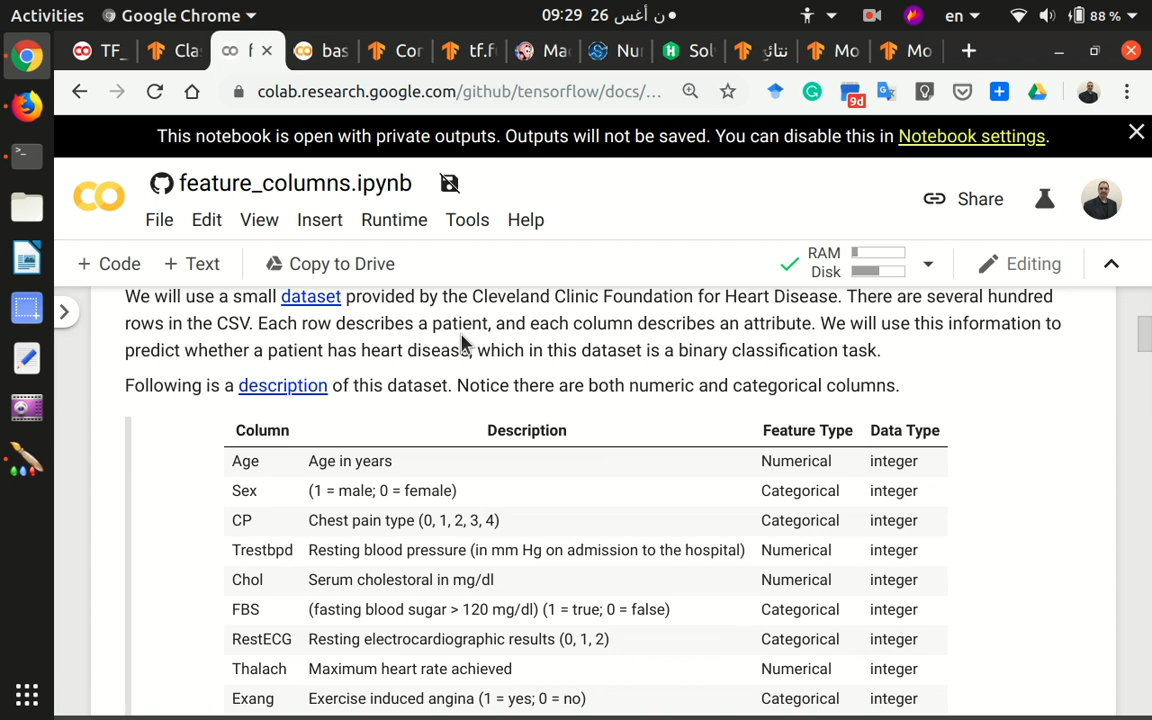 Activities Google Chrome 09:29 26 ن أغس en 88 %
TF_ Cla f bas Cor tf.f Ma Nu Sol نتائ Mo Mo
colab.research.google.com/github/tensorflow/docs/... 9d
This notebook is open with private outputs. Outputs will not be saved. You can disable this in Notebook settings.
feature_columns.ipynb
Share
File Edit View Insert Runtime Tools Help
+ Code + Text Copy to Drive RAM Disk Editing
We will use a small dataset provided by the Cleveland Clinic Foundation for Heart Disease. There are several hundred
rows in the CSV. Each row describes a patient, and each column describes an attribute. We will use this information to
predict whether a patient has heart disease, which in this dataset is a binary classification task.
Following is a description of this dataset. Notice there are both numeric and categorical columns.
Column Description Feature Type Data Type
Age Age in years Numerical integer
Sex (1 = male; 0 = female) Categorical integer
CP Chest pain type (0, 1, 2, 3, 4) Categorical integer
Trestbpd Resting blood pressure (in mm Hg on admission to the hospital) Numerical integer
Chol Serum cholestoral in mg/dl Numerical integer
FBS (fasting blood sugar > 120 mg/dl) (1 = true; 0 = false) Categorical integer
RestECG Resting electrocardiographic results (0, 1, 2) Categorical integer
Thalach Maximum heart rate achieved Numerical integer
Exang Exercise induced angina (1 = yes; 0 = no) Categorical integer